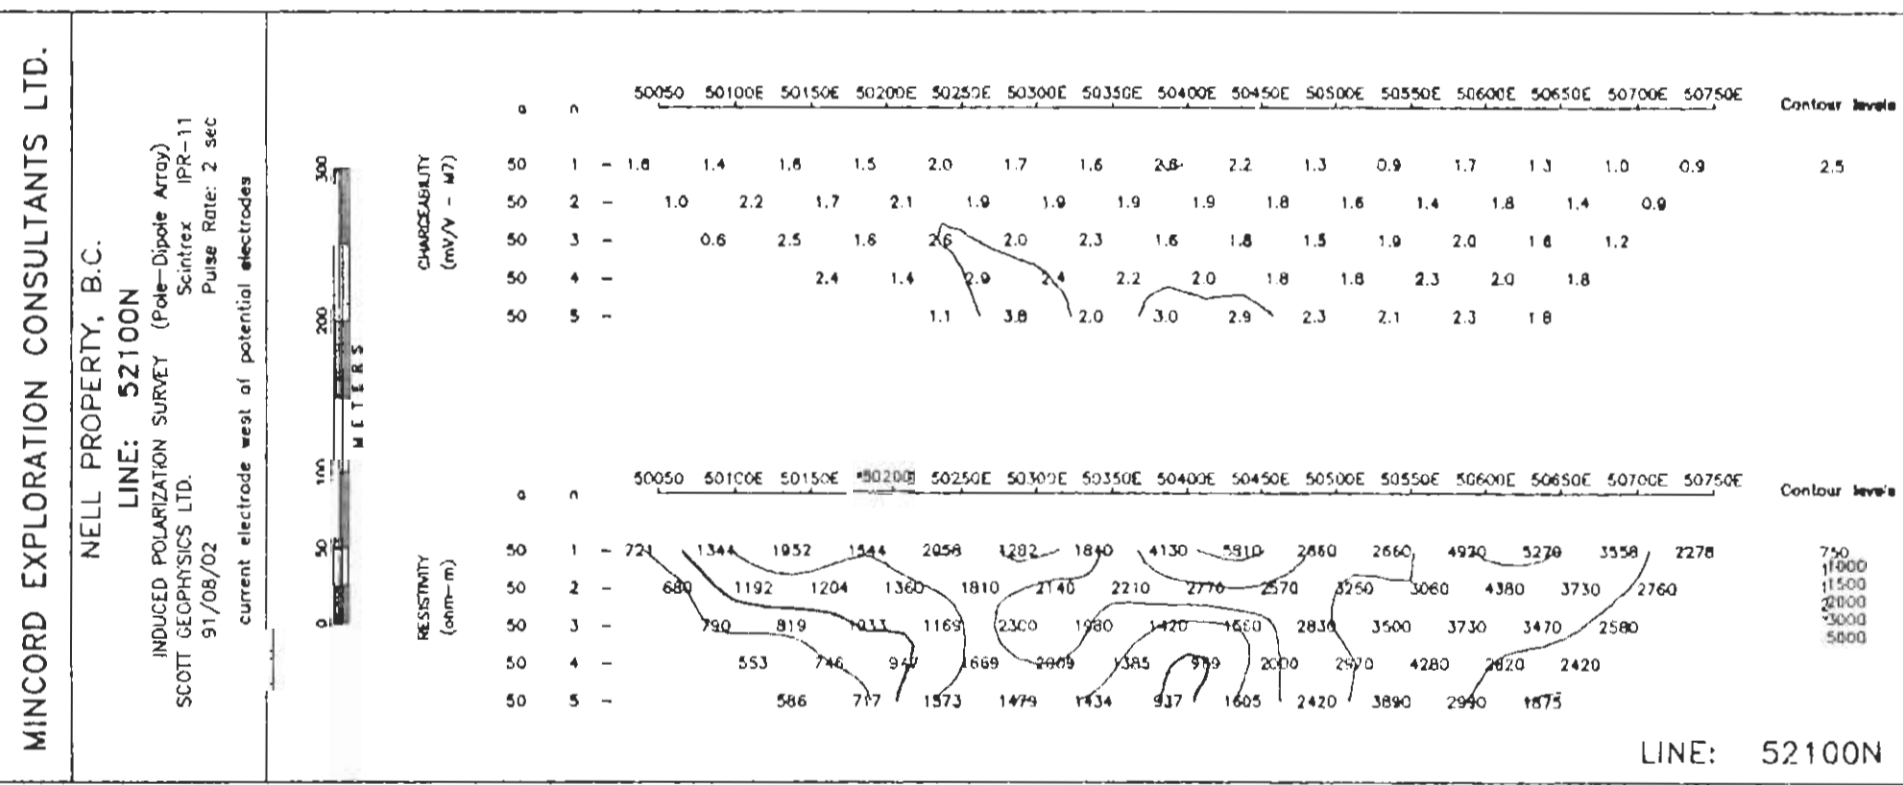 MINCORD EXPLORATION CONSULTANTS LTD.
NELL PROPERTY, B.C.
LINE: 52100N
INDUCED POLARIZATION SURVEY (Pole-Dipole Array)
Scintrex IPR-11
SCOTT GEOPHYSICS LTD.
Pulse Rate: 2 sec
91/08/02
current electrode west of potential electrodes
300
200
100
50
0
METERS
CHARGEABILITY
(mV/V - M7)
50050 50100E 50150E 50200E 50250E 50300E 50350E 50400E 50450E 50500E 50550E 50600E 50650E 50700E 50750E
a n Contour levels
50 1 - 1.6 1.4 1.6 1.5 2.0 1.7 1.6 2.2 1.3 0.9 1.7 1.3 1.0 0.9 2.5
50 2 - 1.0 2.2 1.7 2.1 1.9 1.9 1.9 1.9 1.8 1.6 1.4 1.8 1.4 0.9
50 3 - 0.6 2.5 1.6 2.6 2.0 2.3 1.6 1.8 1.5 1.9 2.0 1.2
50 4 - 2.4 1.4 2.9 2.4 2.2 2.0 1.8 1.8 2.3 2.0 1.8
50 5 - 1.1 3.8 2.0 3.0 2.9 2.3 2.1 2.3 1.8
RESISTIVITY
(ohm-m)
50050 50100E 50150E 50200E 50250E 50300E 50350E 50400E 50450E 50500E 50550E 50600E 50650E 50700E 50750E
a n Contour levels
50 1 - 721 1344 1952 1544 2058 1282 1840 4130 5910 2880 2660 4930 5270 3558 2278
50 2 - 680 1192 1204 1360 1810 2140 2210 2770 2570 3250 3060 4380 3730 2760
50 3 - 790 819 1033 1169 2300 1980 1420 2830 3500 3730 3470 2580
50 4 - 553 746 947 1669 2009 1385 2000 2970 4280 2820 2420
50 5 - 586 717 1573 1479 1434 937 1605 2420 3890 2990 1875
750
1000
1500
2000
3000
5000
LINE: 52100N